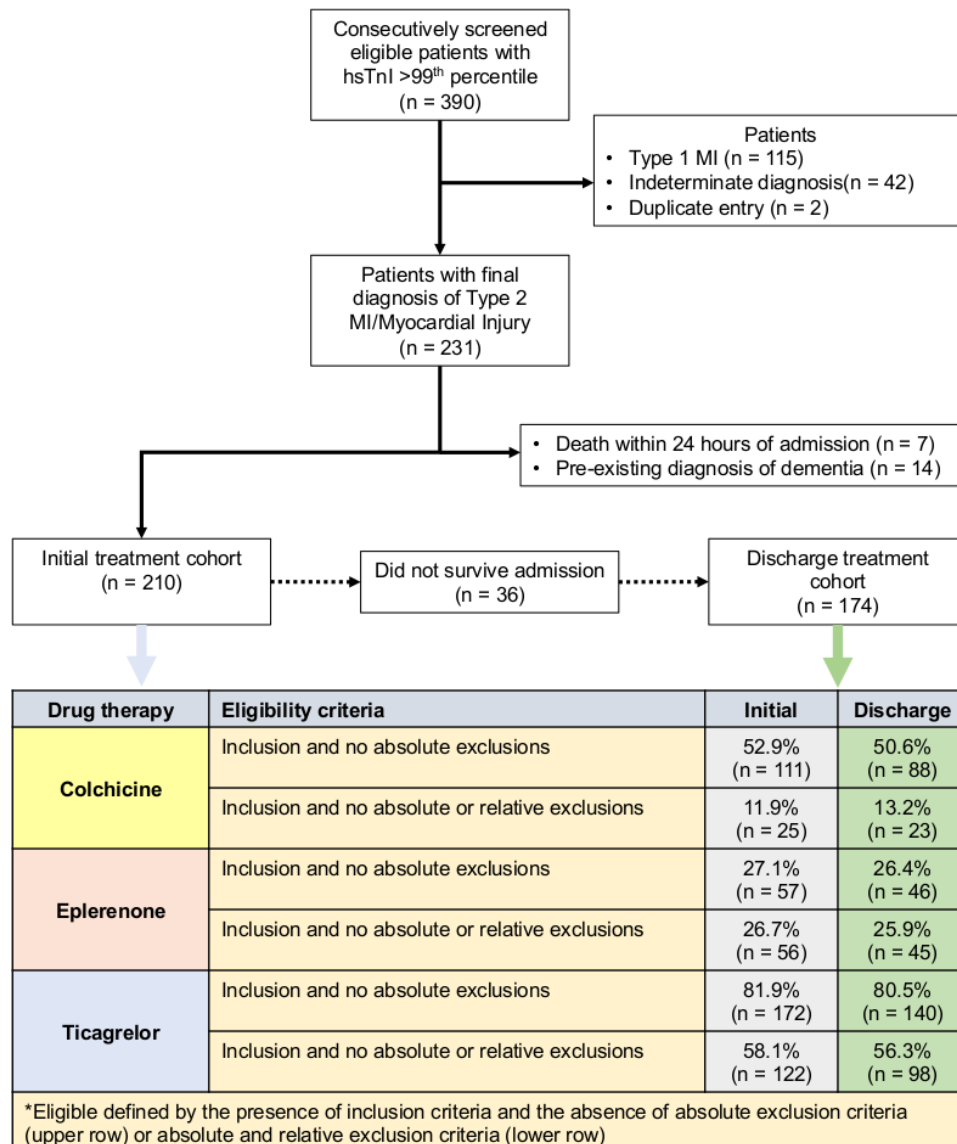 Consecutively screened
eligible patients with
hsTnI >99th percentile
(n = 390)
Patients
• Type 1 MI (n = 115)
• Indeterminate diagnosis(n = 42)
• Duplicate entry (n = 2)
Patients with final
diagnosis of Type 2
MI/Myocardial Injury
(n = 231)
• Death within 24 hours of admission (n = 7)
• Pre-existing diagnosis of dementia (n = 14)
Initial treatment cohort
(n = 210)
Did not survive admission
(n = 36)
Discharge treatment
cohort
(n = 174)
Drug therapy Eligibility criteria Initial Discharge
Colchicine
Inclusion and no absolute exclusions 52.9% 50.6%
(n = 111) (n = 88)
Inclusion and no absolute or relative exclusions 11.9% 13.2%
(n = 25) (n = 23)
Eplerenone
Inclusion and no absolute exclusions 27.1% 26.4%
(n = 57) (n = 46)
Inclusion and no absolute or relative exclusions 26.7% 25.9%
(n = 56) (n = 45)
Ticagrelor
Inclusion and no absolute exclusions 81.9% 80.5%
(n = 172) (n = 140)
Inclusion and no absolute or relative exclusions 58.1% 56.3%
(n = 122) (n = 98)
*Eligible defined by the presence of inclusion criteria and the absence of absolute exclusion criteria
(upper row) or absolute and relative exclusion criteria (lower row)